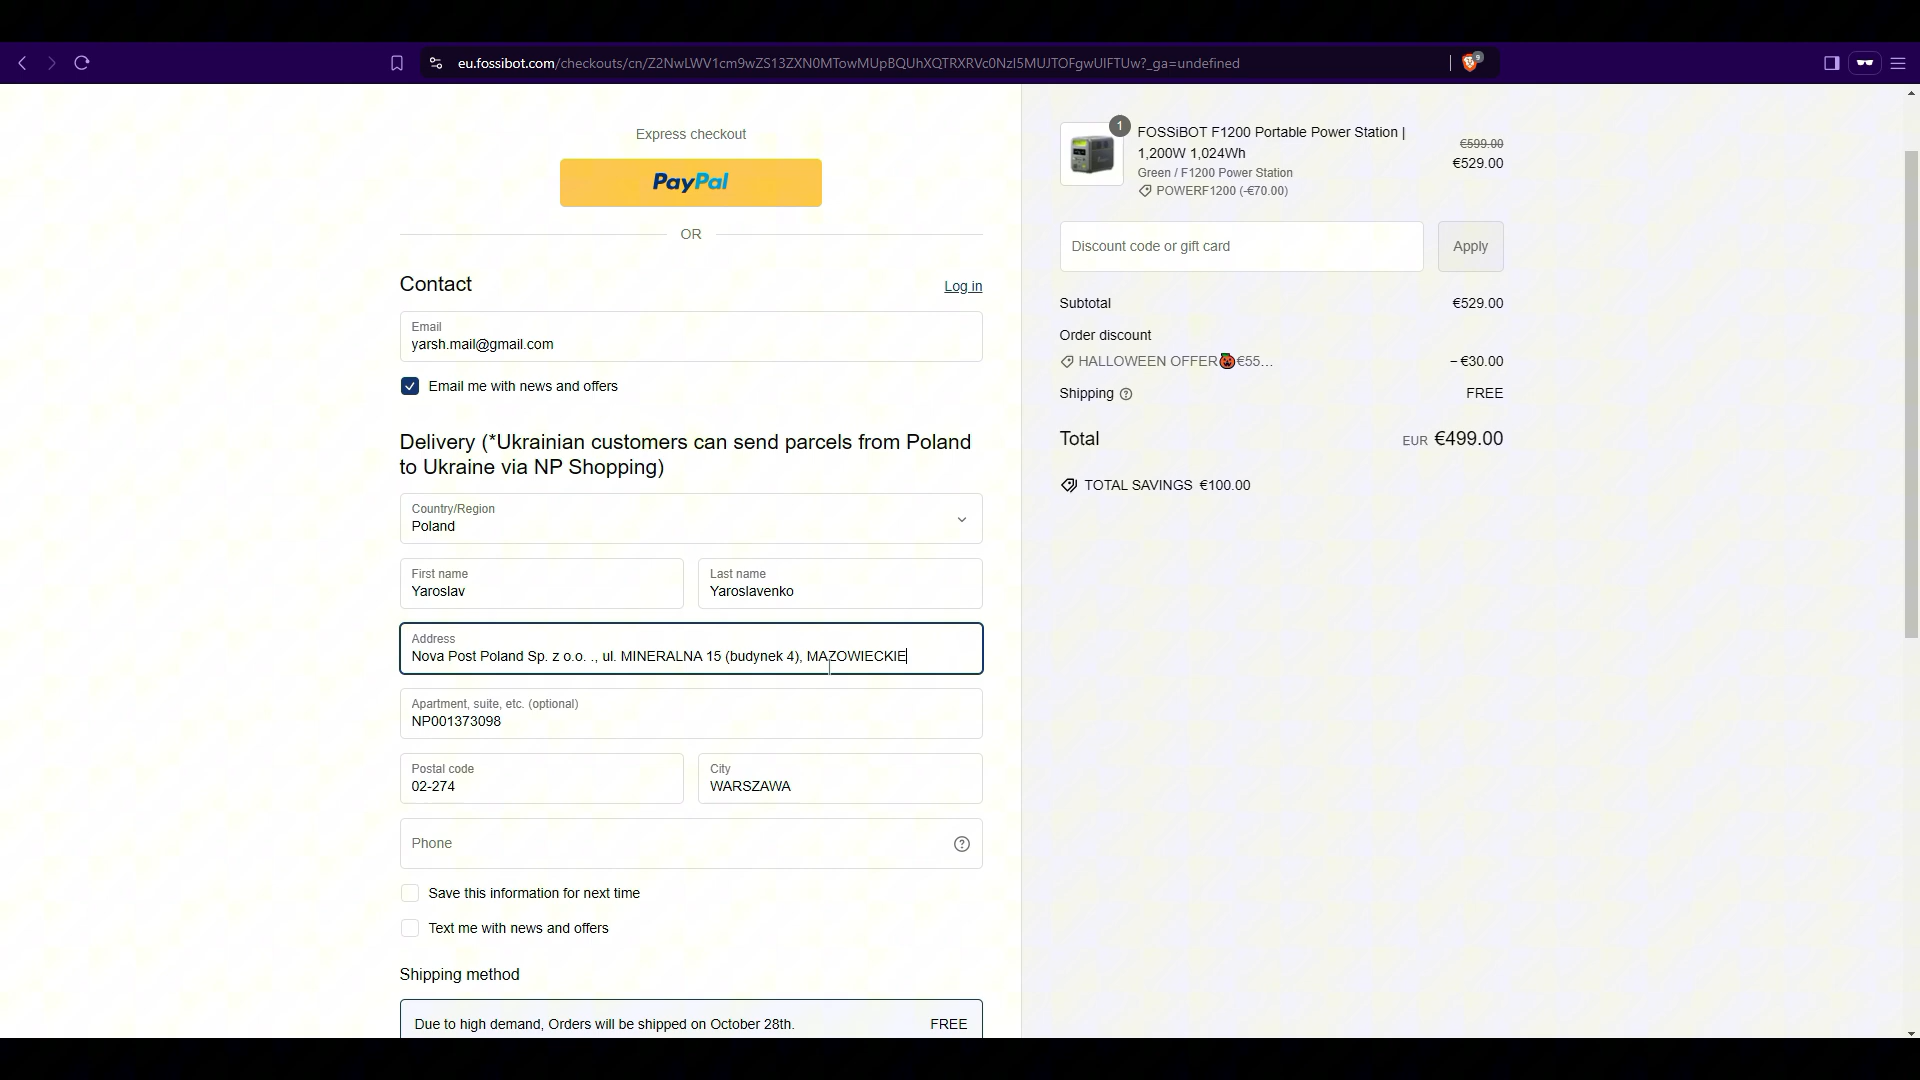 eu.fossibot.com/checkouts/cn/Z2NwLWV1cm9wZS13ZXN0MTowMUpBQUhXQTRXRVc0NzI5MUJTOFgwUlFTUw?_ga=undefined
9
Express checkout
PayPal
OR
Contact
Log in
Email
yarsh.mail@gmail.com
Email me with news and offers
Delivery (*Ukrainian customers can send parcels from Poland
to Ukraine via NP Shopping)
Country/Region
Poland
First name
Yaroslav
Last name
Yaroslavenko
Address
Nova Post Poland Sp. z o.o. ., ul. MINERALNA 15 (budynek 4), MAZOWIECKIE
Apartment, suite, etc. (optional)
NP001373098
Postal code
02-274
City
WARSZAWA
Phone
Save this information for next time
Text me with news and offers
Shipping method
Due to high demand, Orders will be shipped on October 28th.
FREE
1
FOSSiBOT F1200 Portable Power Station |
1,200W 1,024Wh
Green / F1200 Power Station
POWERF1200 (-€70.00)
€599.00
€529.00
Discount code or gift card
Apply
Subtotal
€529.00
Order discount
HALLOWEEN OFFER🎃€55…
− €30.00
Shipping
FREE
Total
EUR €499.00
TOTAL SAVINGS €100.00